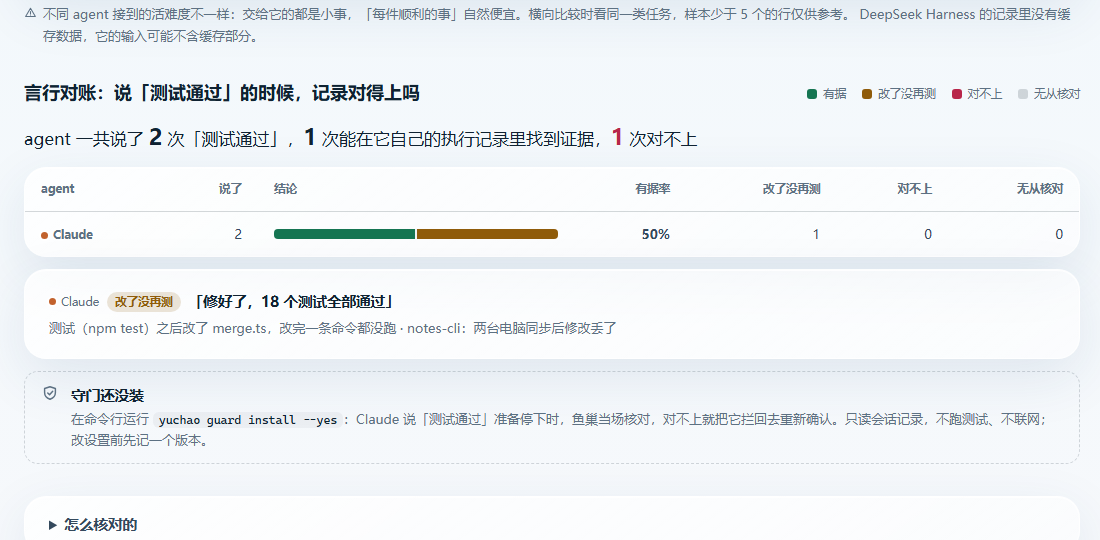 ⚠ 不同 agent 接到的活难度不一样：交给它的都是小事，「每件顺利的事」自然便宜。横向比较时看同一类任务，样本少于 5 个的行仅供参考。 DeepSeek Harness 的记录里没有缓
存数据，它的输入可能不含缓存部分。
言行对账：说「测试通过」的时候，记录对得上吗
有据 改了没再测 对不上 无从核对
agent 一共说了 2 次「测试通过」，1 次能在它自己的执行记录里找到证据，1 次对不上
agent 说了 结论 有据率 改了没再测 对不上 无从核对
Claude 2 50% 1 0 0
Claude 改了没再测 「修好了，18 个测试全部通过」
测试（npm test）之后改了 merge.ts，改完一条命令都没跑 · notes-cli：两台电脑同步后修改丢了
守门还没装
在命令行运行 yuchao guard install --yes：Claude 说「测试通过」准备停下时，鱼巢当场核对，对不上就把它拦回去重新确认。只读会话记录，不跑测试、不联网；
改设置前先记一个版本。
▶ 怎么核对的